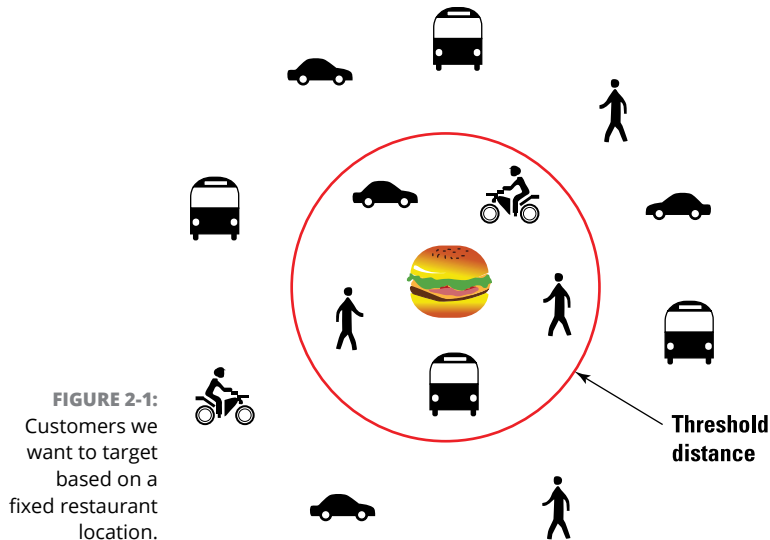 FIGURE 2-1:
Customers we
want to target
based on a
fixed restaurant
location.
Threshold
distance